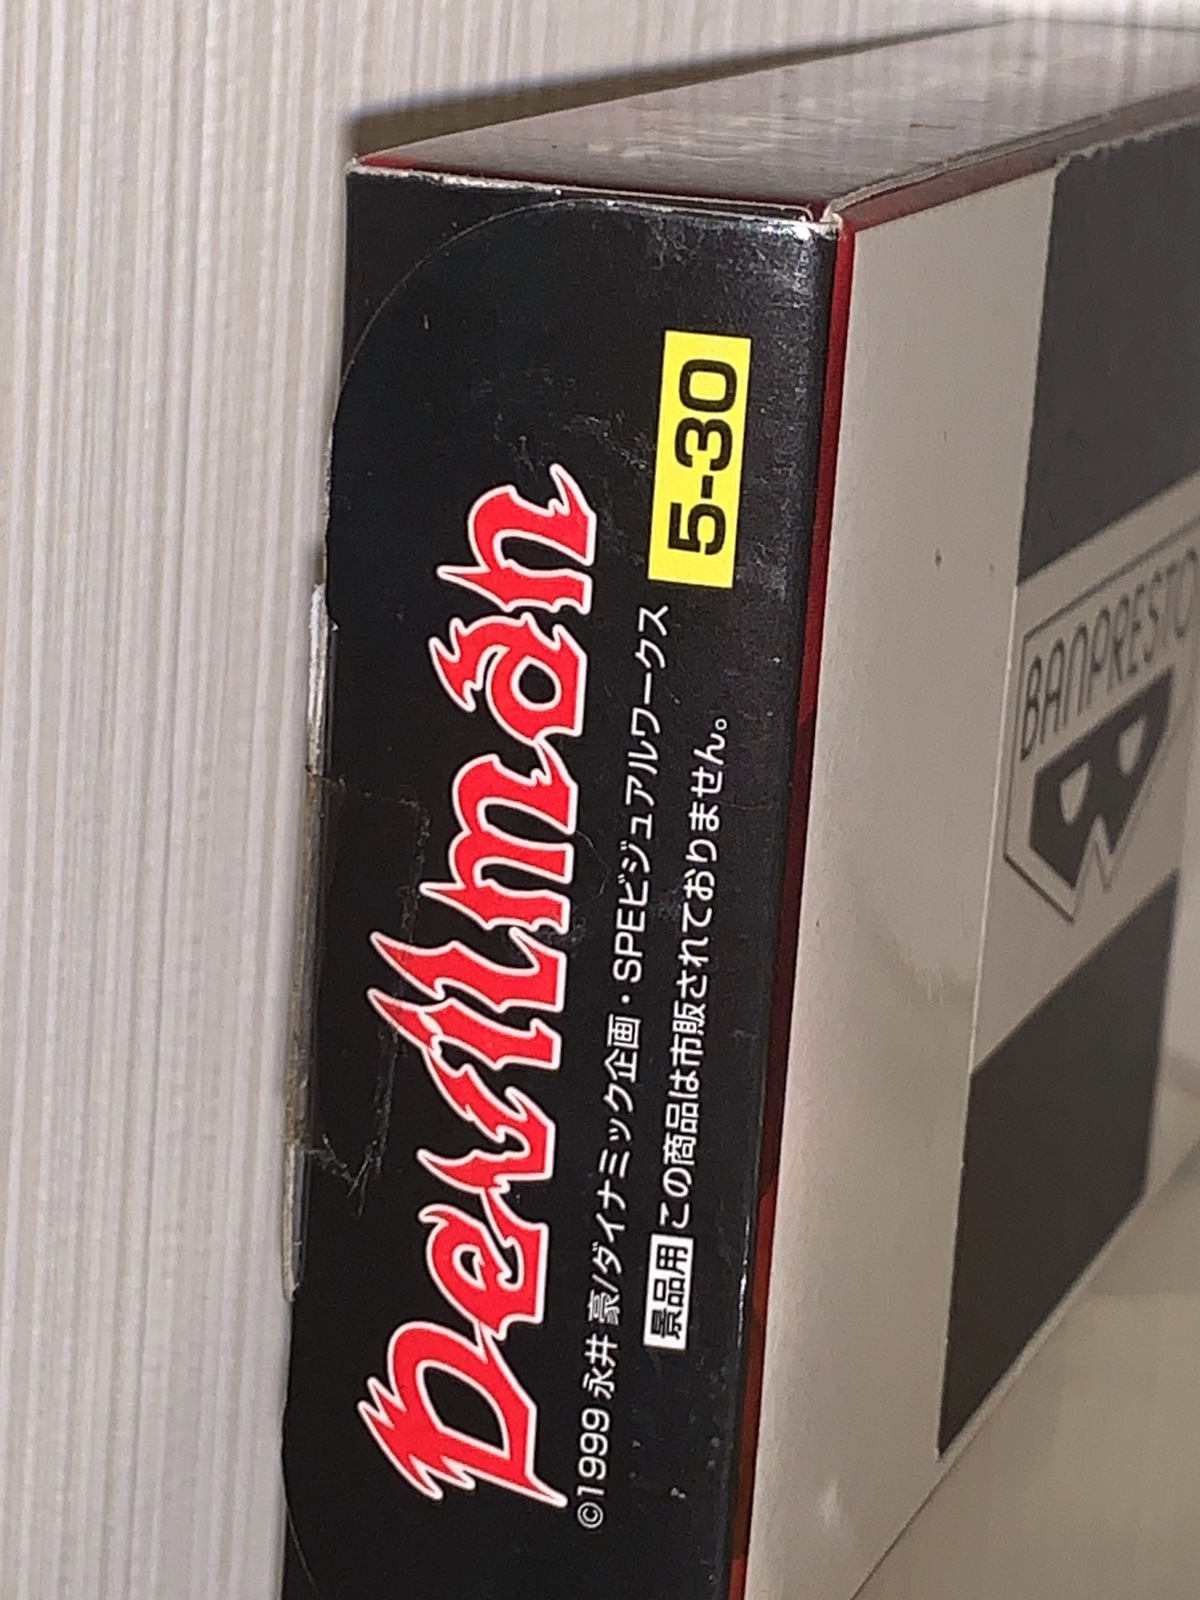 Devilman
©1999 永井 豪/ダイナミック企画・SPEビジュアルワークス
景品用 この商品は市販されておりません。
5-30
BANPRESTO